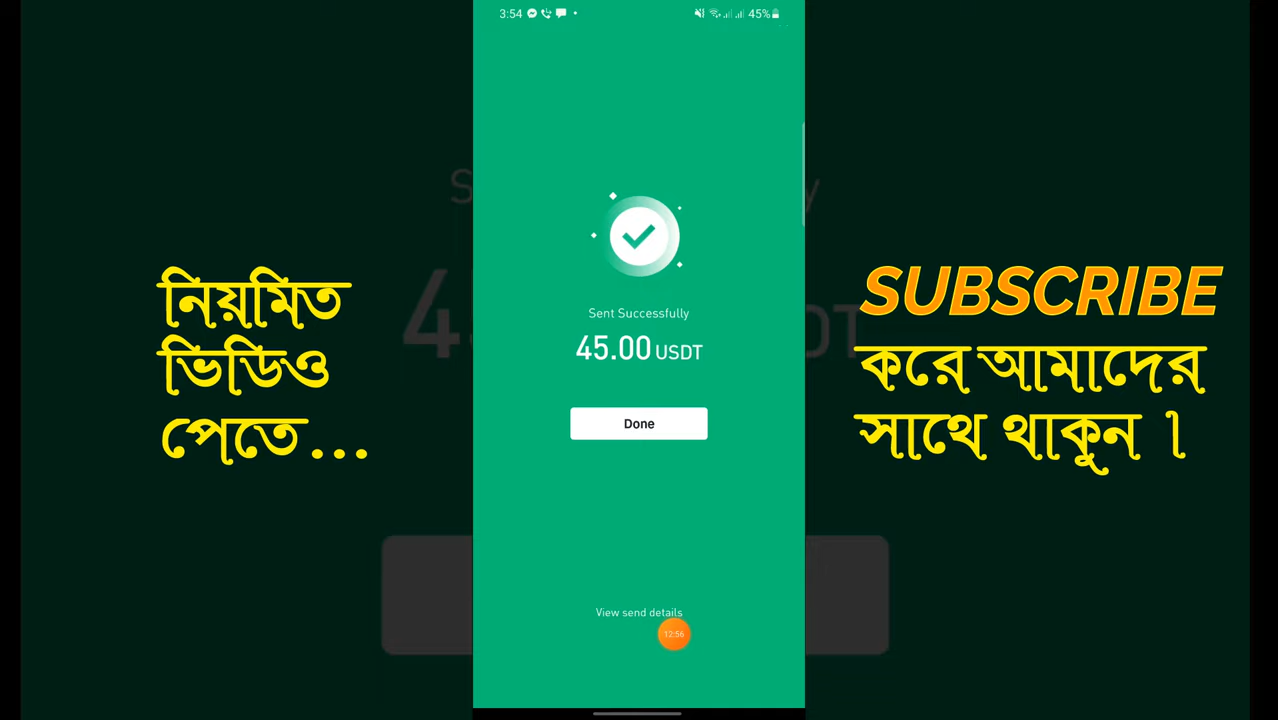 3:54
45%
Sent Successfully
45.00 USDT
Done
View send details
12:56
নিয়মিত
ভিডিও
পেতে...
SUBSCRIBE
করে আমাদের
সাথে থাকুন ।